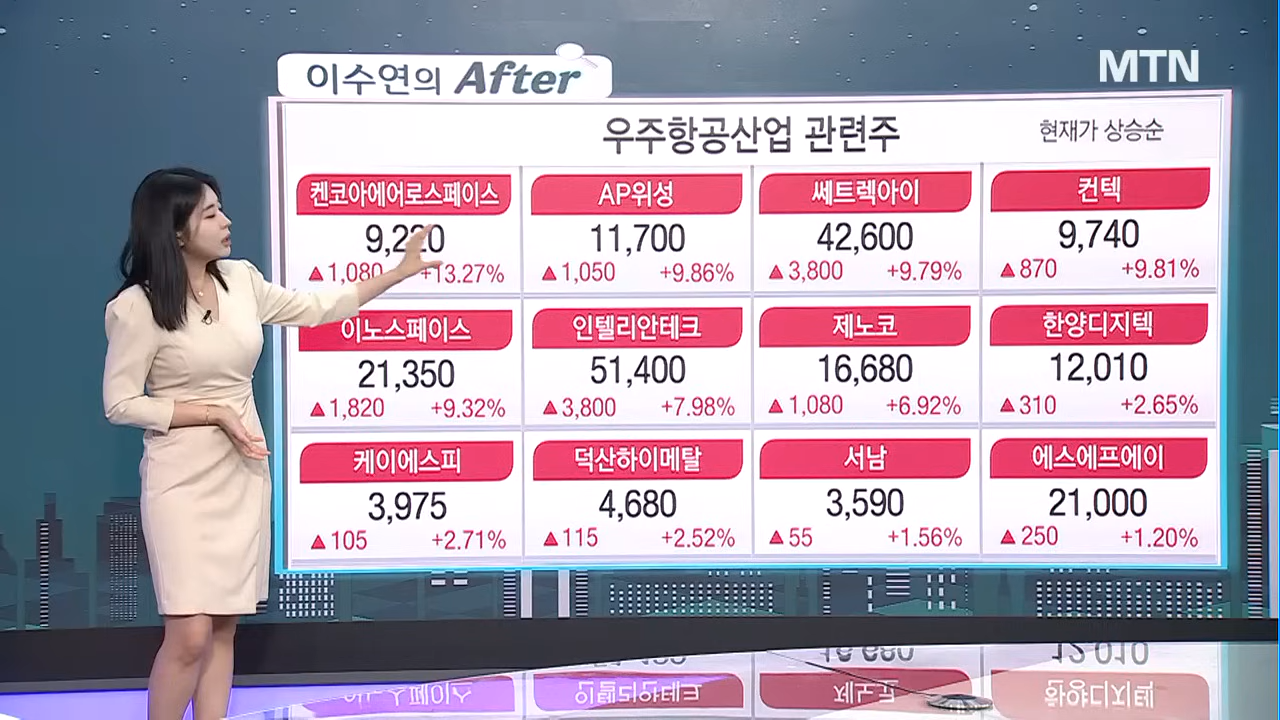 이수연의 After
MTN
우주항공산업 관련주
현재가 상승순
켄코아에어로스페이스
9,220
▲1,080 +13.27%
AP위성
11,700
▲1,050 +9.86%
쎄트렉아이
42,600
▲3,800 +9.79%
컨텍
9,740
▲870 +9.81%
이노스페이스
21,350
▲1,820 +9.32%
인텔리안테크
51,400
▲3,800 +7.98%
제노코
16,680
▲1,080 +6.92%
한양디지텍
12,010
▲310 +2.65%
케이에스피
3,975
▲105 +2.71%
덕산하이메탈
4,680
▲115 +2.52%
서남
3,590
▲55 +1.56%
에스에프에이
21,000
▲250 +1.20%